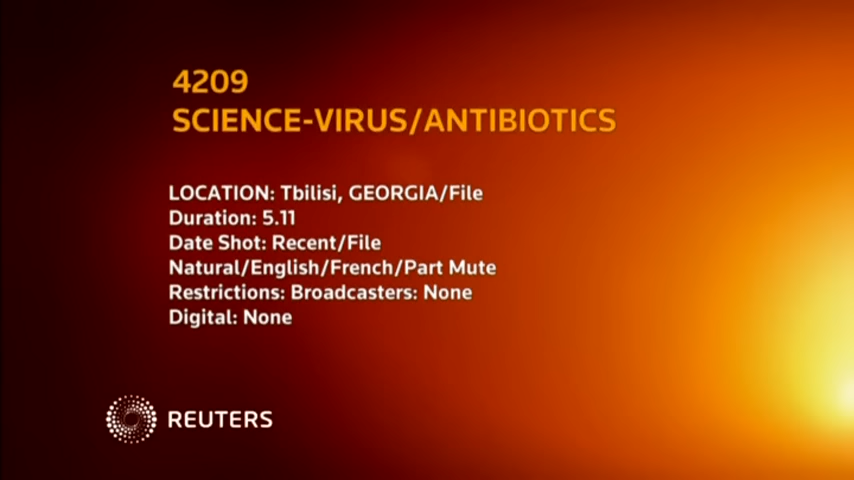 4209
SCIENCE-VIRUS/ANTIBIOTICS
LOCATION: Tbilisi, GEORGIA/File
Duration: 5.11
Date Shot: Recent/File
Natural/English/French/Part Mute
Restrictions: Broadcasters: None
Digital: None
REUTERS